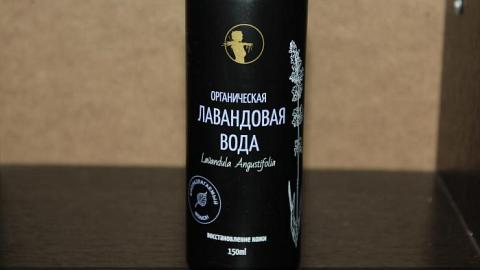 ОРГАНИЧЕСКАЯ
ЛАВАНДОВАЯ
ВОДА
Lavandula Angustifolia
восстановление кожи
150ml